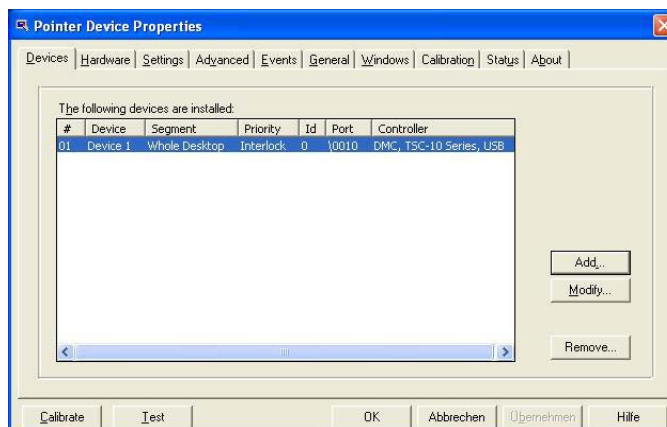 Pointer Device Properties
Devices Hardware Settings Advanced Events General Windows Calibration Status About
The following devices are installed:
# Device Segment Priority Id Port Controller
01 Device 1 Whole Desktop Interlock 0 \0010 DMC, TSC-10 Series, USB
Add...
Modify...
Remove...
Calibrate Test OK Abbrechen Übernehmen Hilfe